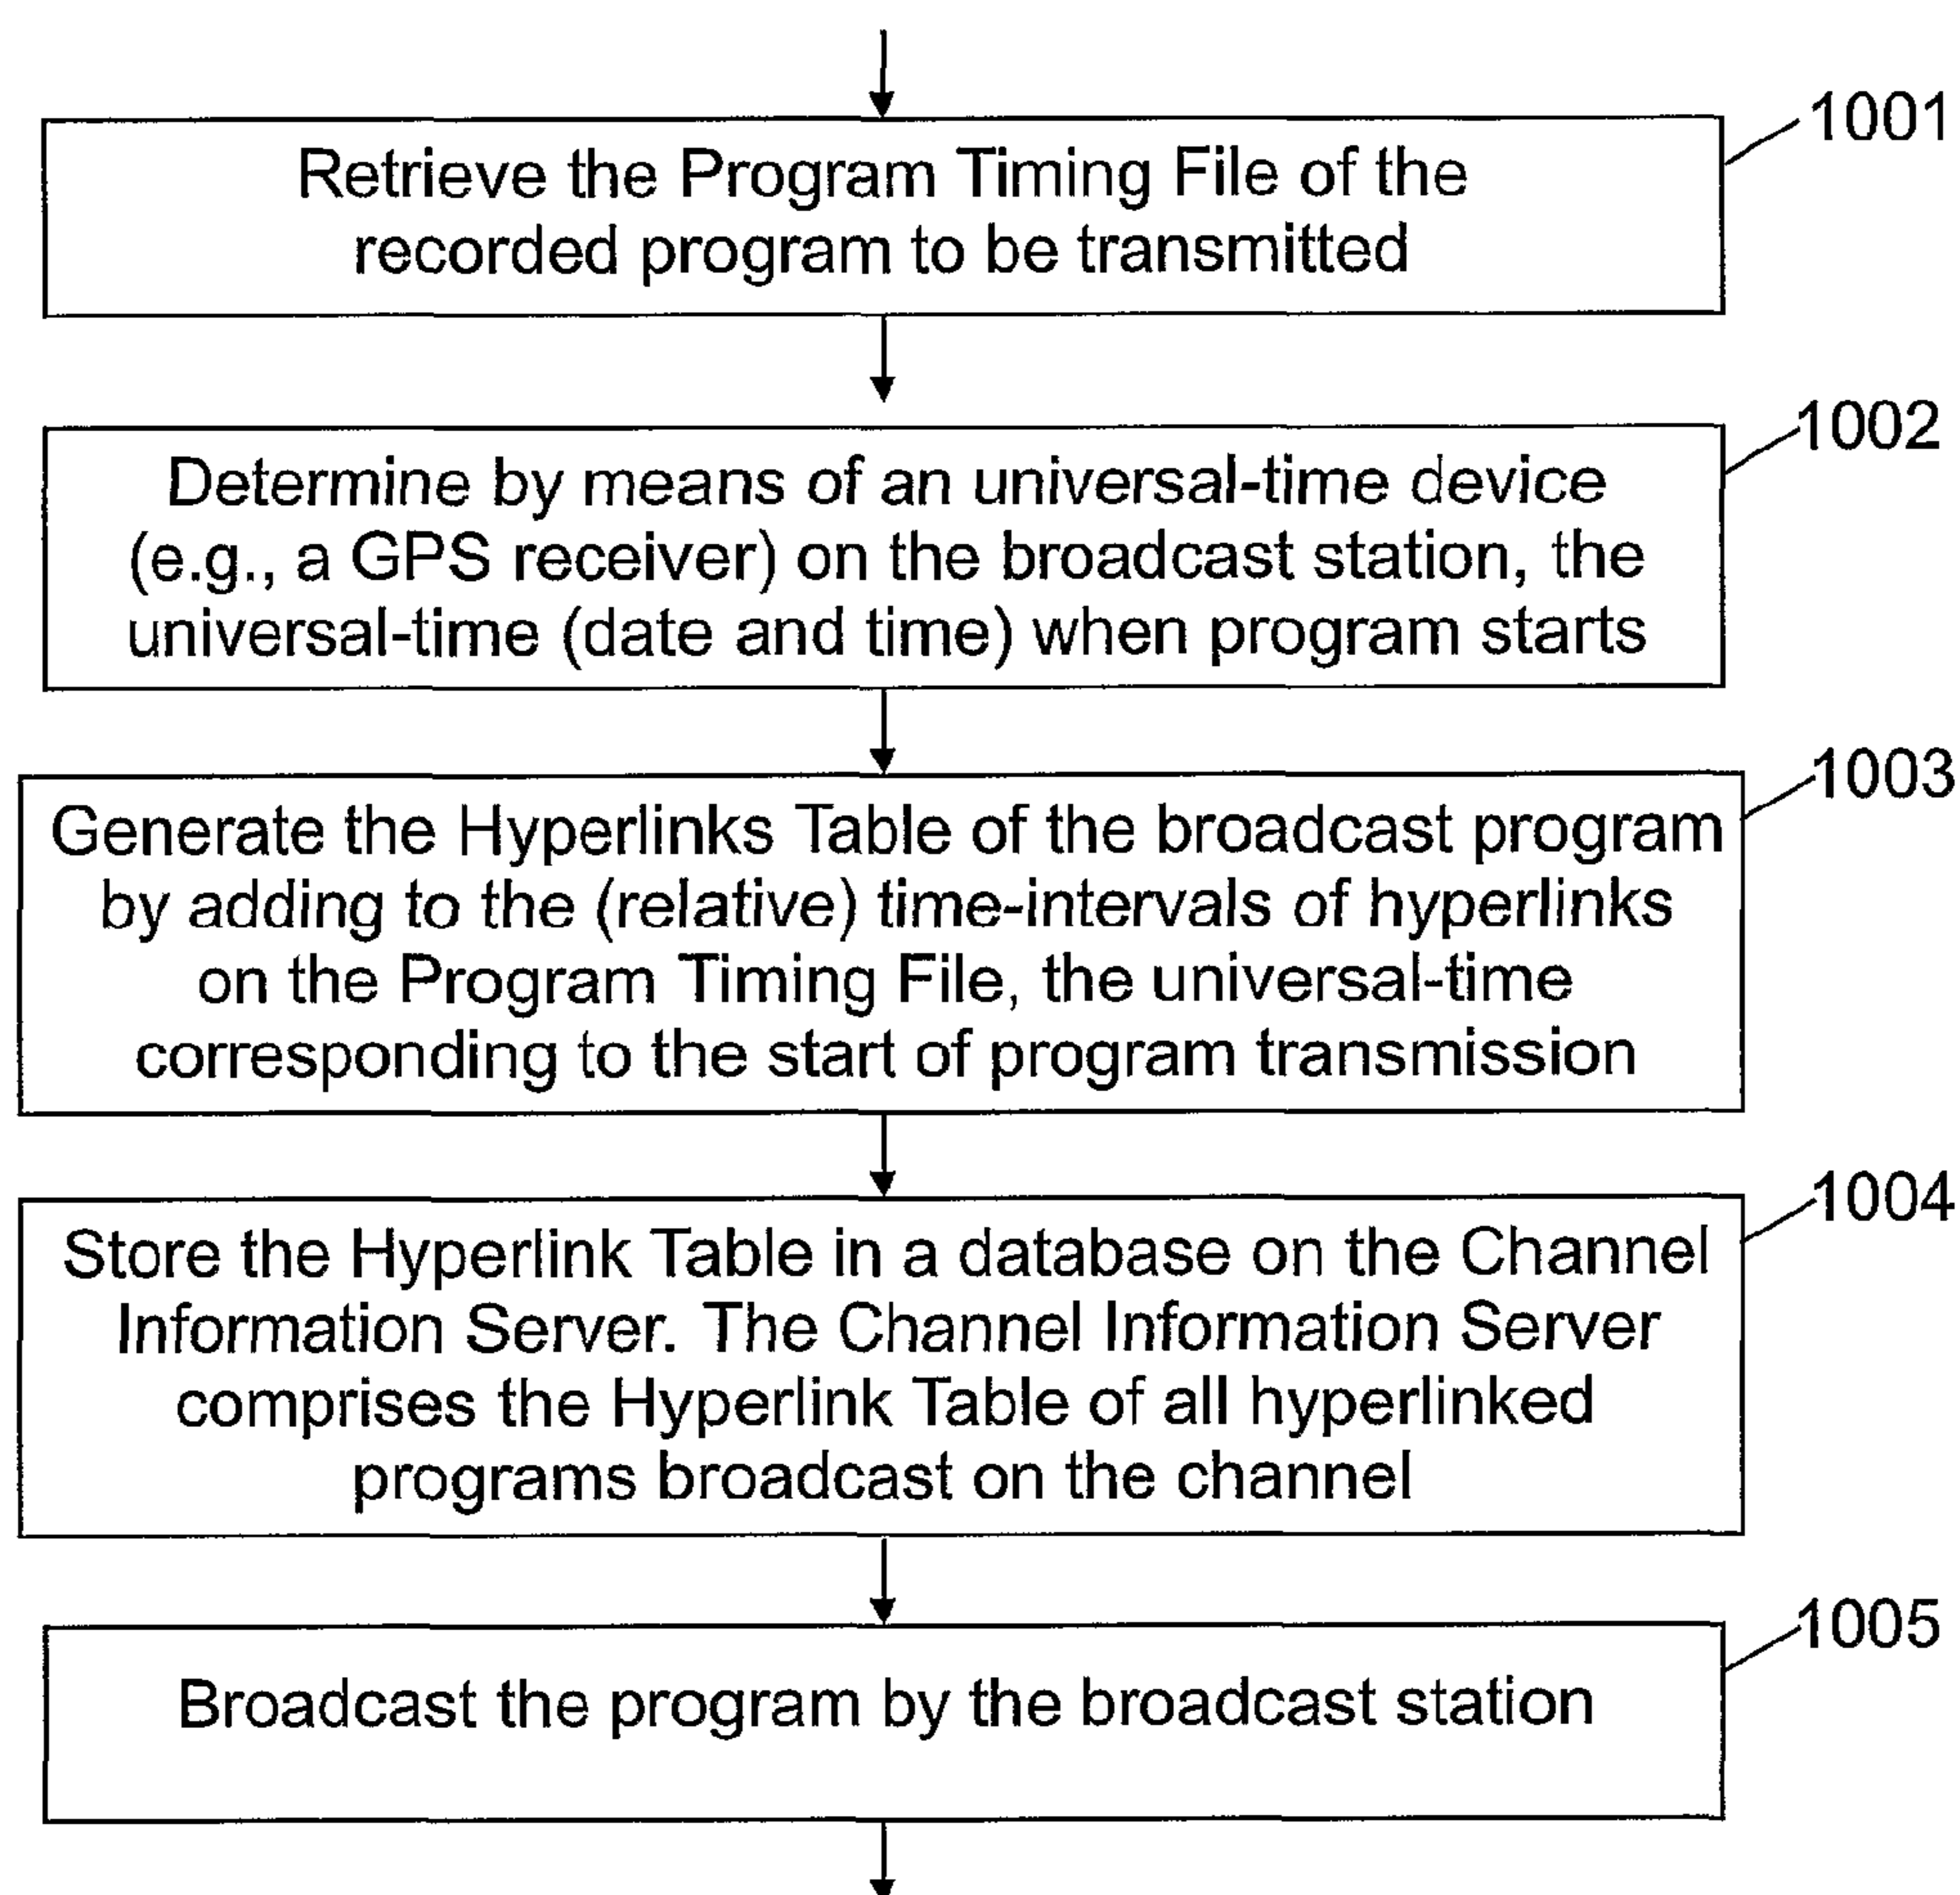 1001
Retrieve the Program Timing File of the
recorded program to be transmitted
1002
Determine by means of an universal-time device
(e.g., a GPS receiver) on the broadcast station, the
universal-time (date and time) when program starts
1003
Generate the Hyperlinks Table of the broadcast program
by adding to the (relative) time-intervals of hyperlinks
on the Program Timing File, the universal-time
corresponding to the start of program transmission
1004
Store the Hyperlink Table in a database on the Channel
Information Server. The Channel Information Server
comprises the Hyperlink Table of all hyperlinked
programs broadcast on the channel
1005
Broadcast the program by the broadcast station